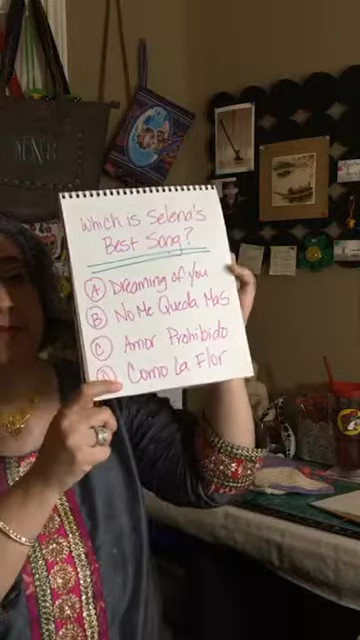 Which is Selena's
Best Song?
A Dreaming of You
B No Me Queda Mas
C Amor Prohibido
D Como La Flor